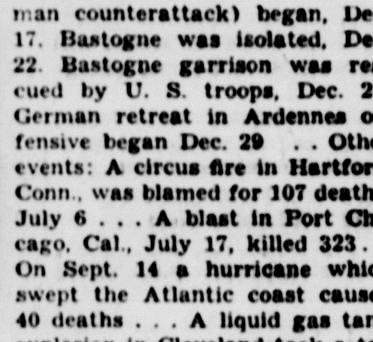 man counterattack) began, De
17. Bastogne was isolated, De
22. Bastogne garrison was re
cued by U. S. troops, Dec. 2
German retreat in Ardennes o
fensive began Dec. 29 . . Oth
events: A circus fire in Hartfor
Conn., was blamed for 107 death
July 6 . . . A blast in Port Ch
cago, Cal., July 17, killed 323 .
On Sept. 14 a hurricane whic
swept the Atlantic coast cause
40 deaths . . . A liquid gas tan